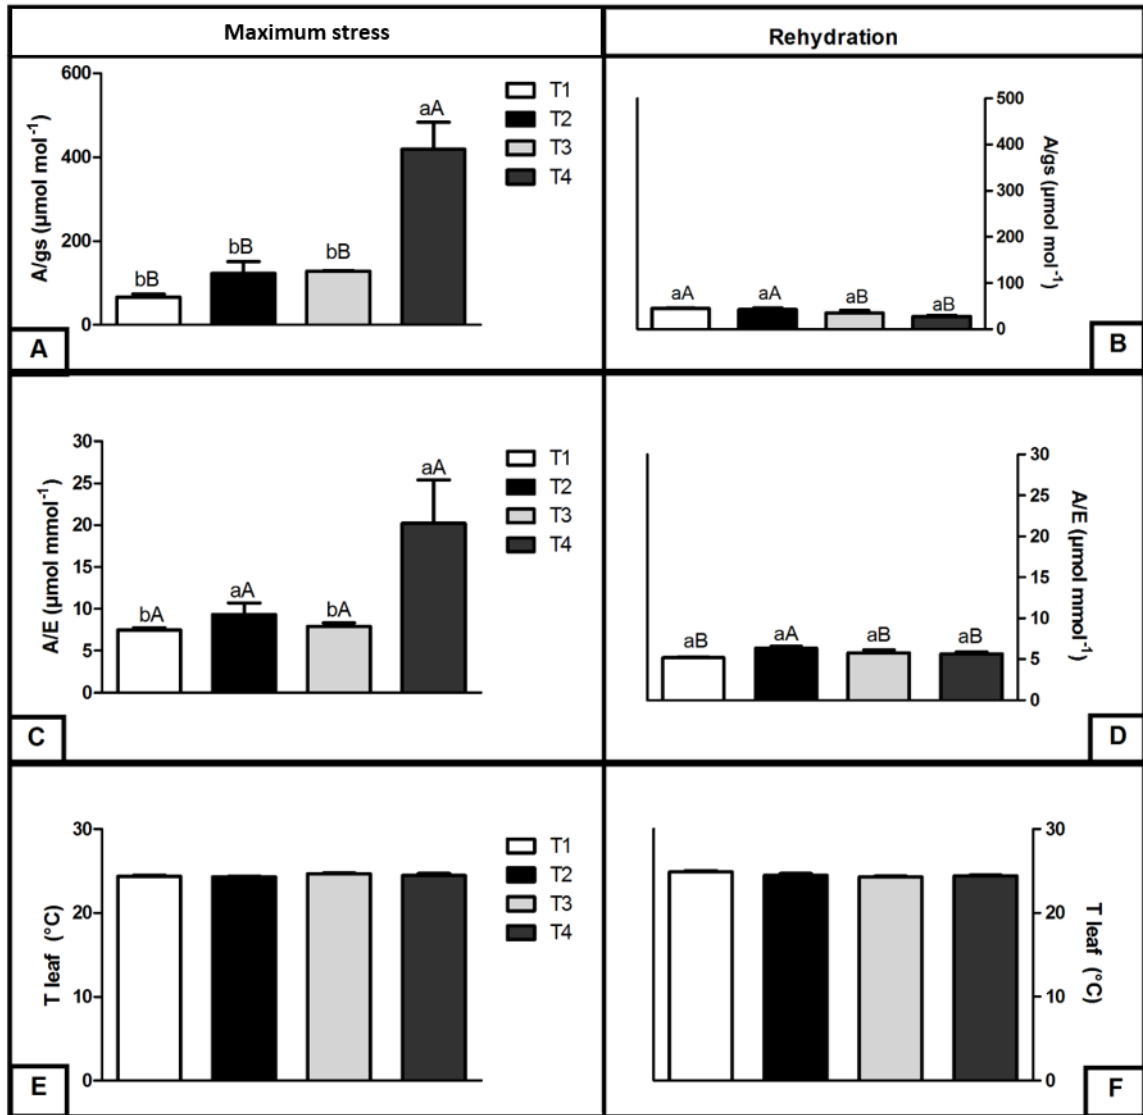 Maximum stress
Rehydration
A/gs (µmol mol⁻¹)
600
400
200
0
bB
bB
bB
aA
T1
T2
T3
T4
A
aA
aA
aB
aB
500
400
300
200
100
0
A/gs (µmol mol⁻¹)
B
A/E (µmol mmol⁻¹)
30
25
20
15
10
5
0
bA
aA
bA
aA
T1
T2
T3
T4
C
aB
aA
aB
aB
30
25
20
15
10
5
0
A/E (µmol mmol⁻¹)
D
T leaf (°C)
30
20
10
0
T1
T2
T3
T4
E
30
20
10
0
T leaf (°C)
F